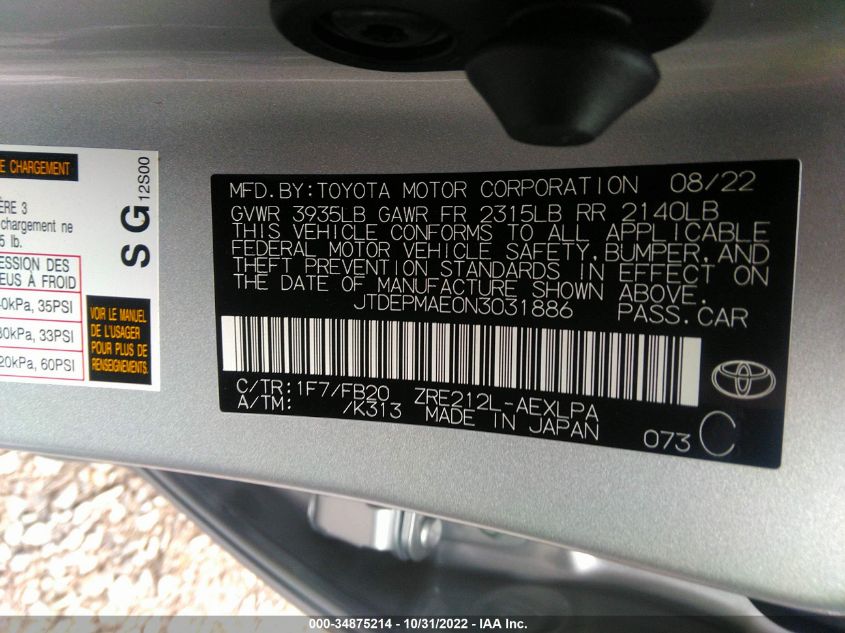 E CHARGEMENT
ÈRE 3
chargement ne
5 lb.
ESSION DES
EUS À FROID
40kPa, 35PSI
30kPa, 33PSI
20kPa, 60PSI
SG
12S00
VOIR LE MANUEL
DE L'USAGER
POUR PLUS DE
RENSEIGNEMENTS.
MFD.BY:TOYOTA MOTOR CORPORATION 08/22
GVWR 3935LB GAWR FR 2315LB RR 2140LB
THIS VEHICLE CONFORMS TO ALL APPLICABLE
FEDERAL MOTOR VEHICLE SAFETY,BUMPER,AND
THEFT PREVENTION STANDARDS IN EFFECT ON
THE DATE OF MANUFACTURE SHOWN ABOVE.
JTDEPMAE0N3031886 PASS.CAR
C/TR:1F7/FB20 ZRE212L-AEXLPA
A/TM: /K313 MADE IN JAPAN
073 C
000-34875214 - 10/31/2022 - IAA Inc.